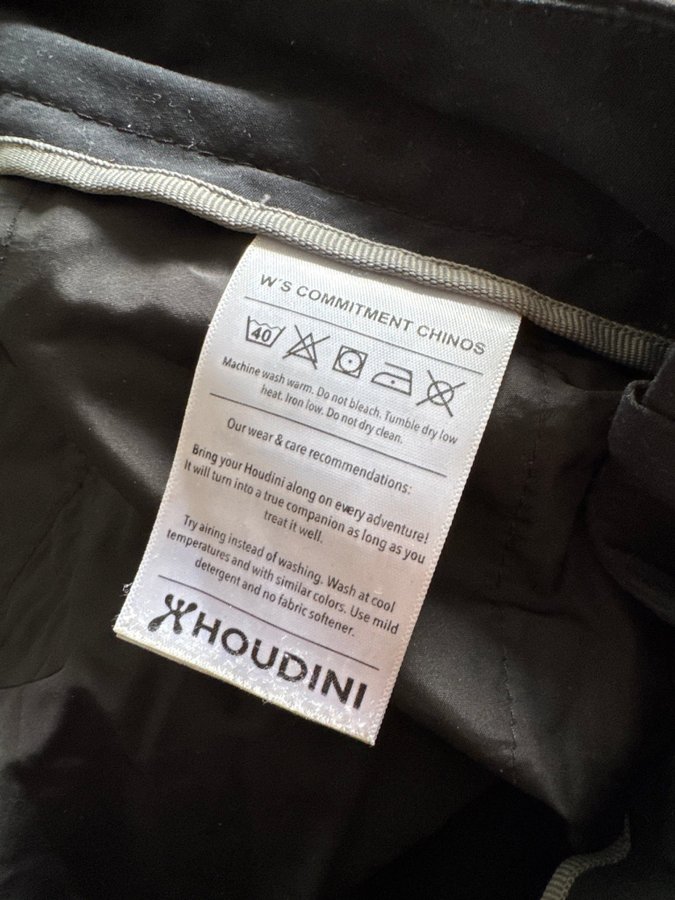 W'S COMMITMENT CHINOS
40
Machine wash warm. Do not bleach. Tumble dry low
heat. Iron low. Do not dry clean.
Our wear & care recommendations:
Bring your Houdini along on every adventure!
It will turn into a true companion as long as you
treat it well.
Try airing instead of washing. Wash at cool
temperatures and with similar colors. Use mild
detergent and no fabric softener.
HOUDINI